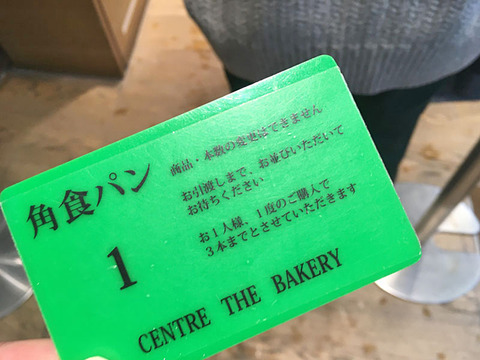 角食パン
1
商品・本数の変更はできません
お引渡しまで、お並びいただいて
お待ちください
お1人様、1度のご購入で
3本までとさせていただきます
CENTRE THE BAKERY